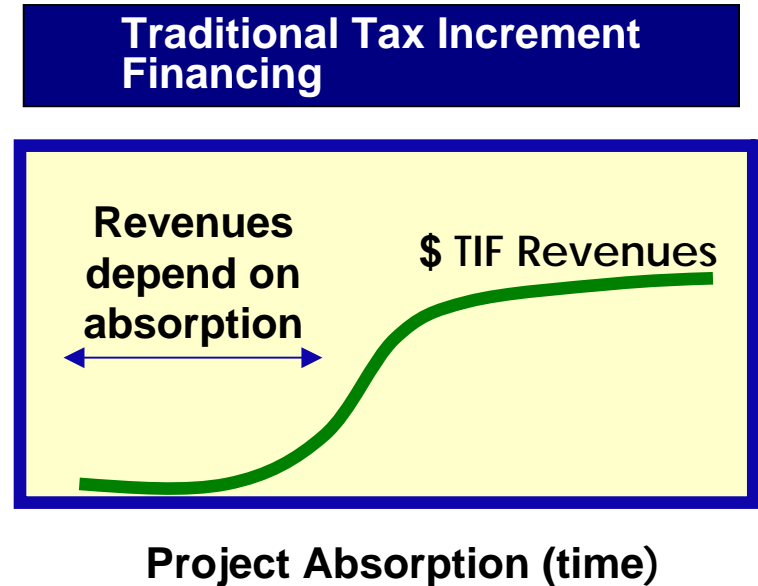 Traditional Tax Increment
Financing
Revenues
depend on
absorption
$ TIF Revenues
Project Absorption (time)